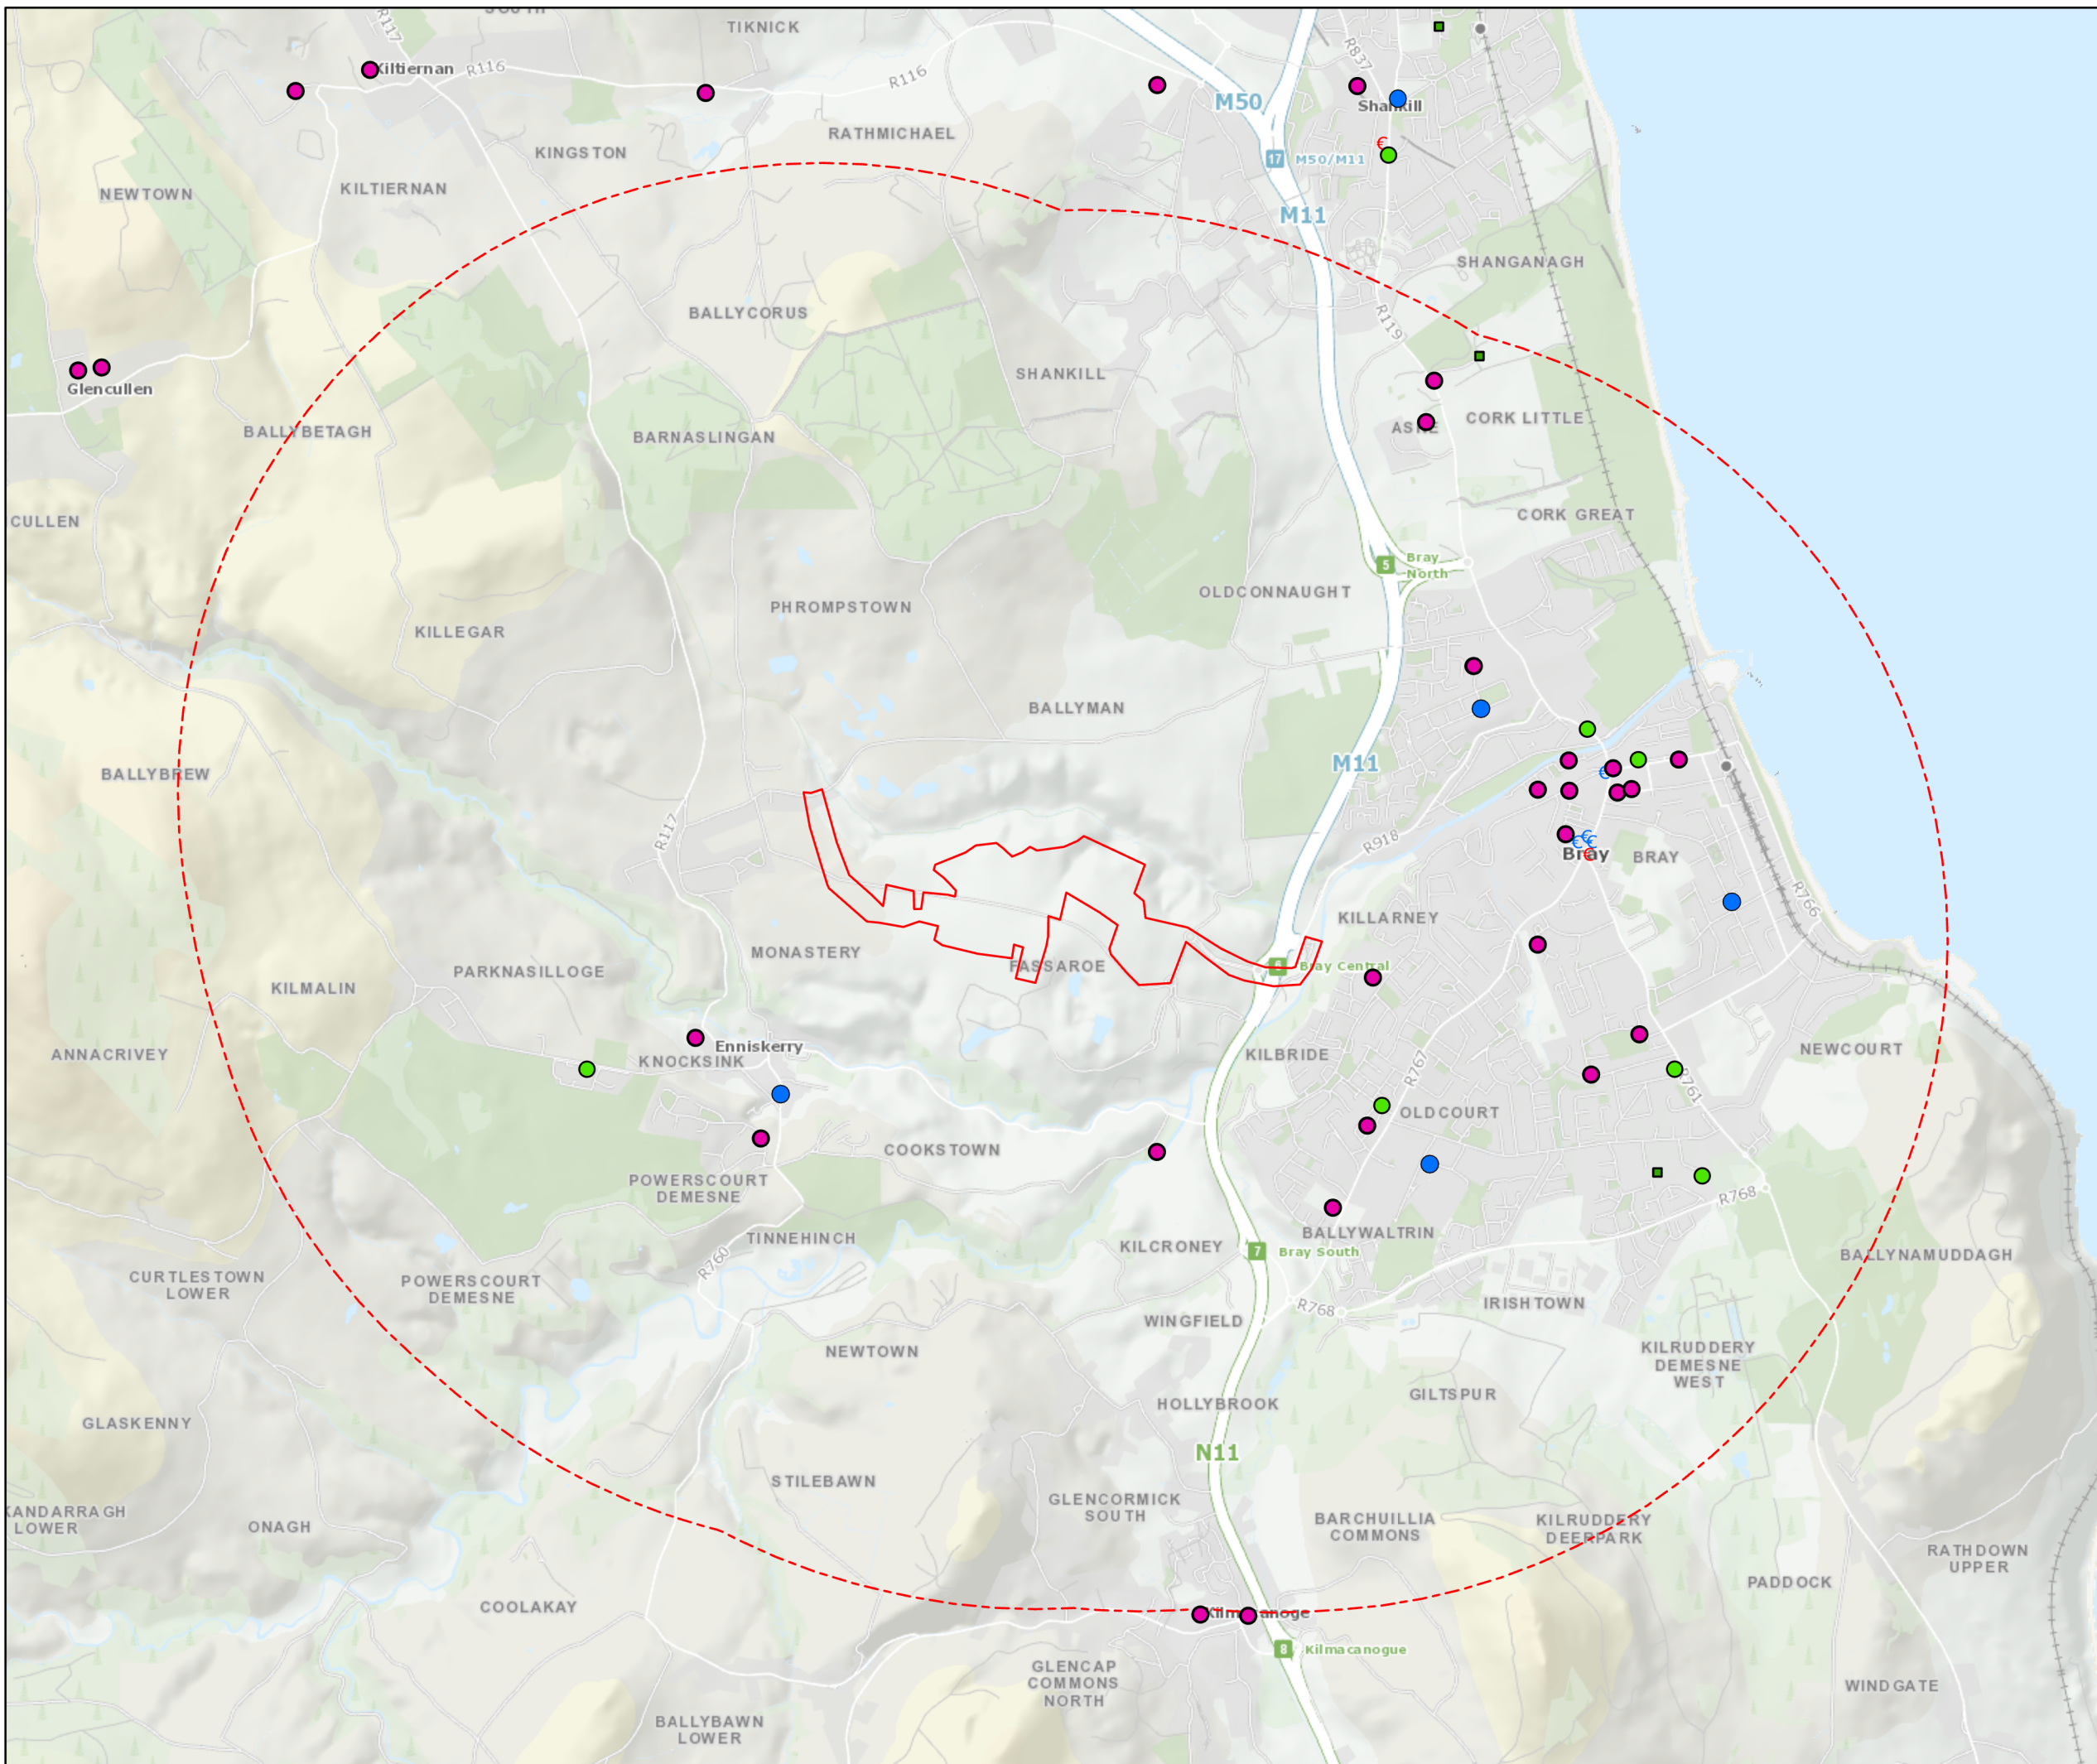 TIKNICK
R117
Kiltiernan
R116
R116
R837
M50
Shankill
RATHMICHAEL
KINGSTON
17 M50/M11
KILTIERNAN
NEWTOWN
M11
SHANGANAGH
BALLYCORUS
R119
SHANKILL
Glencullen
CORK LITTLE
BALLYBETAGH
BARNASLINGAN
CORK GREAT
CULLEN
5 Bray
North
OLDCONNAUGHT
PHROMPSTOWN
KILLEGAR
BALLYMAN
M11
BALLYBREW
R117
R918
Bray
BRAY
R766
KILLARNEY
MONASTERY
FASSAROE
6 Bray Central
PARKNASILLOGE
KILMALIN
Enniskerry
KNOCKSINK
ANNACRIVEY
KILBRIDE
NEWCOURT
R767
R761
OLDCOURT
COOKSTOWN
POWERSCOURT
DEMESNE
R768
BALLYWALTRIN
TINNEHINCH
KILCRONEY
7 Bray South
BALLYNAMUDDAGH
R760
CURTLESTOWN
LOWER
POWERSCOURT
DEMESNE
R768
IRISHTOWN
WINGFIELD
NEWTOWN
KILRUDDERY
DEMESNE
WEST
GILTSPUR
HOLLYBROOK
GLASKENNY
N11
STILEBAWN
GLENCORMICK
SOUTH
KANDARRAGH
LOWER
ONAGH
BARCHUILLIA
COMMONS
KILRUDDERY
DEERPARK
RATHDOWN
UPPER
PADDOCK
COOLAKAY
Kilmacanoge
8 Kilmacanogue
GLENCAP
COMMONS
NORTH
WINDGATE
BALLYBAWN
LOWER